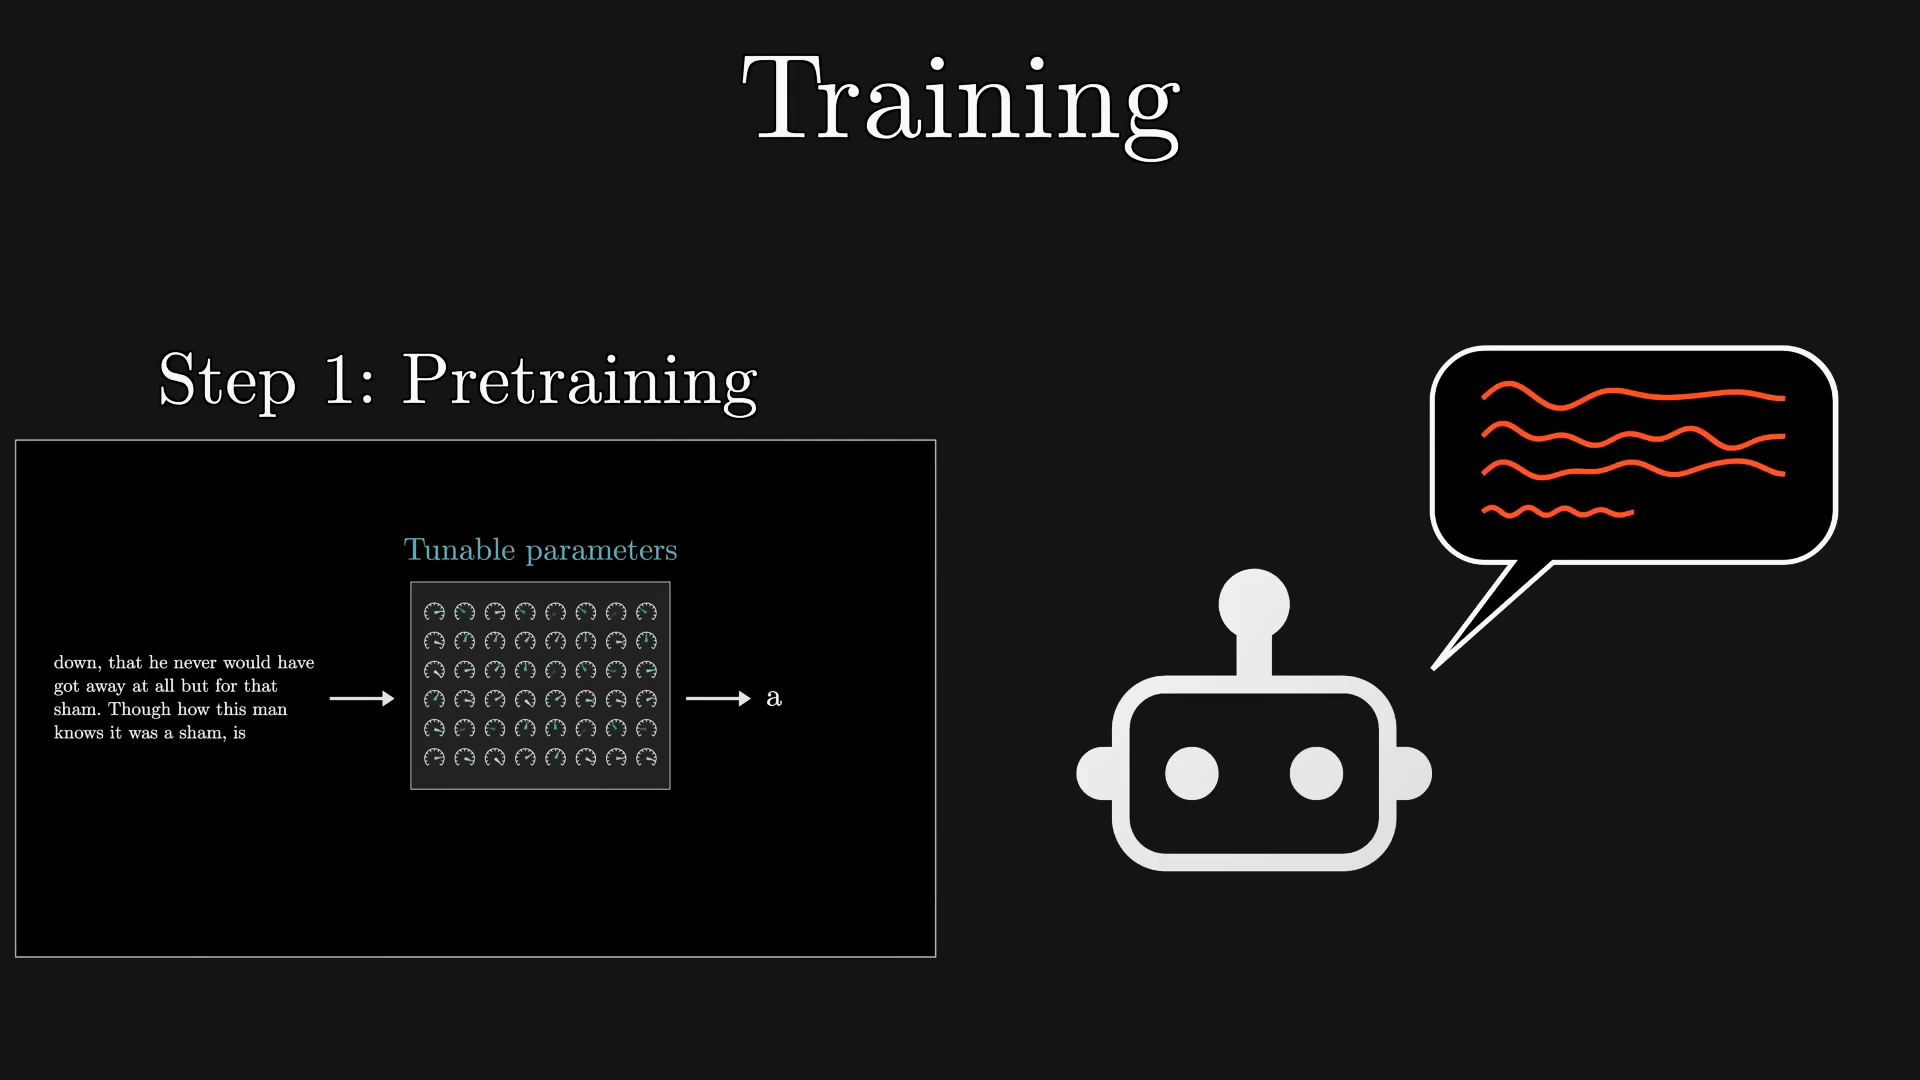 Training
Step 1: Pretraining
Tunable parameters
down, that he never would have
got away at all but for that
sham. Though how this man
knows it was a sham, is
a